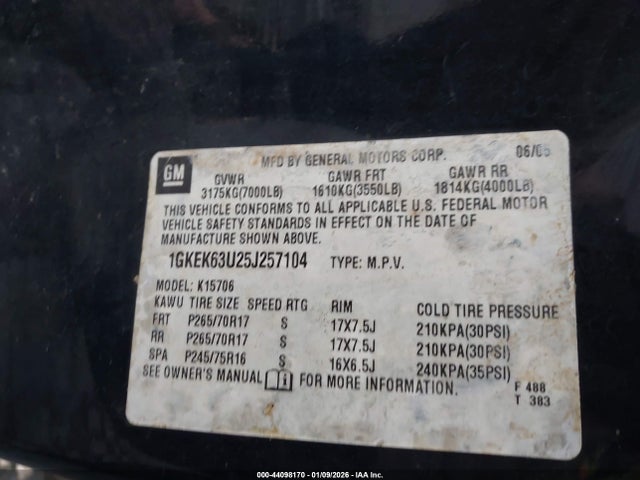 GM
MFD BY GENERAL MOTORS CORP. 06/05
GVWR GAWR FRT GAWR RR
3175KG(7000LB) 1610KG(3550LB) 1814KG(4000LB)
THIS VEHICLE CONFORMS TO ALL APPLICABLE U.S. FEDERAL MOTOR
VEHICLE SAFETY STANDARDS IN EFFECT ON THE DATE OF
MANUFACTURE SHOWN ABOVE.
1GKEK63U25J257104 TYPE: M.P.V.
MODEL: K15706
KAWU TIRE SIZE SPEED RTG RIM COLD TIRE PRESSURE
FRT P265/70R17 S 17X7.5J 210KPA(30PSI)
RR P265/70R17 S 17X7.5J 210KPA(30PSI)
SPA P245/75R16 S 16X6.5J 240KPA(35PSI)
SEE OWNER'S MANUAL FOR MORE INFORMATION.
F 488
T 383
000-44098170 - 01/09/2026 - IAA Inc.